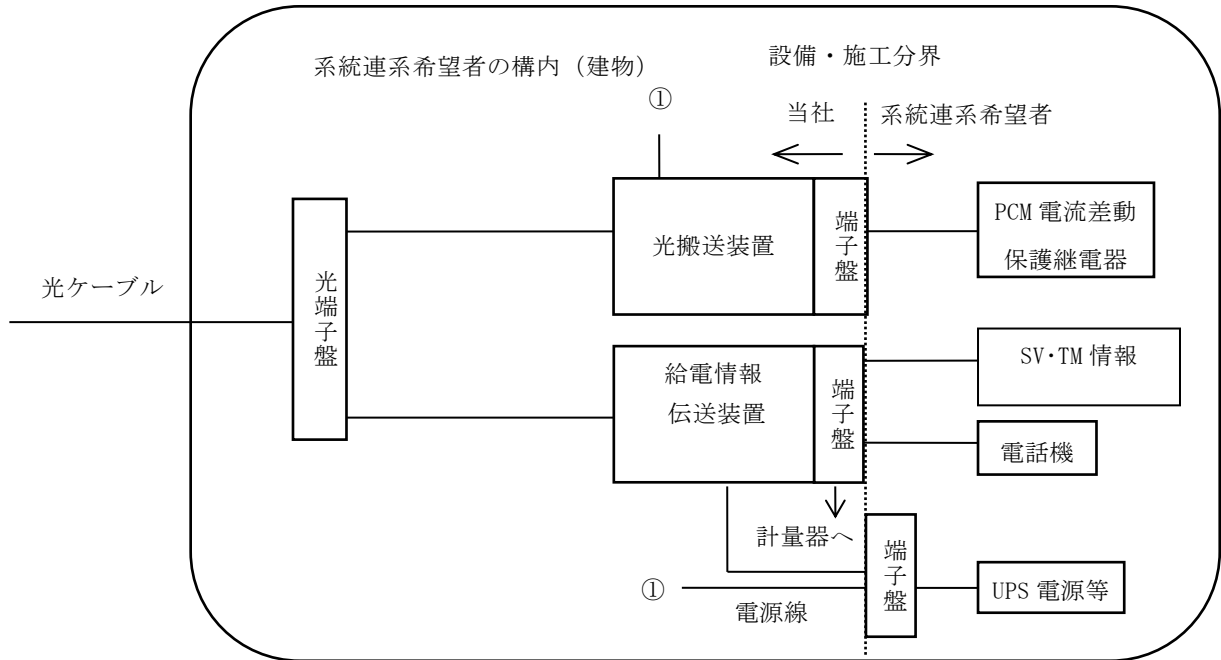 系統連系希望者の構内（建物）
設備・施工分界
①
当社
系統連系希望者
光ケーブル
光端子盤
光搬送装置
端子盤
PCM 電流差動
保護継電器
給電情報
伝送装置
端子盤
SV･TM 情報
電話機
計量器へ
①
電源線
端子盤
UPS 電源等